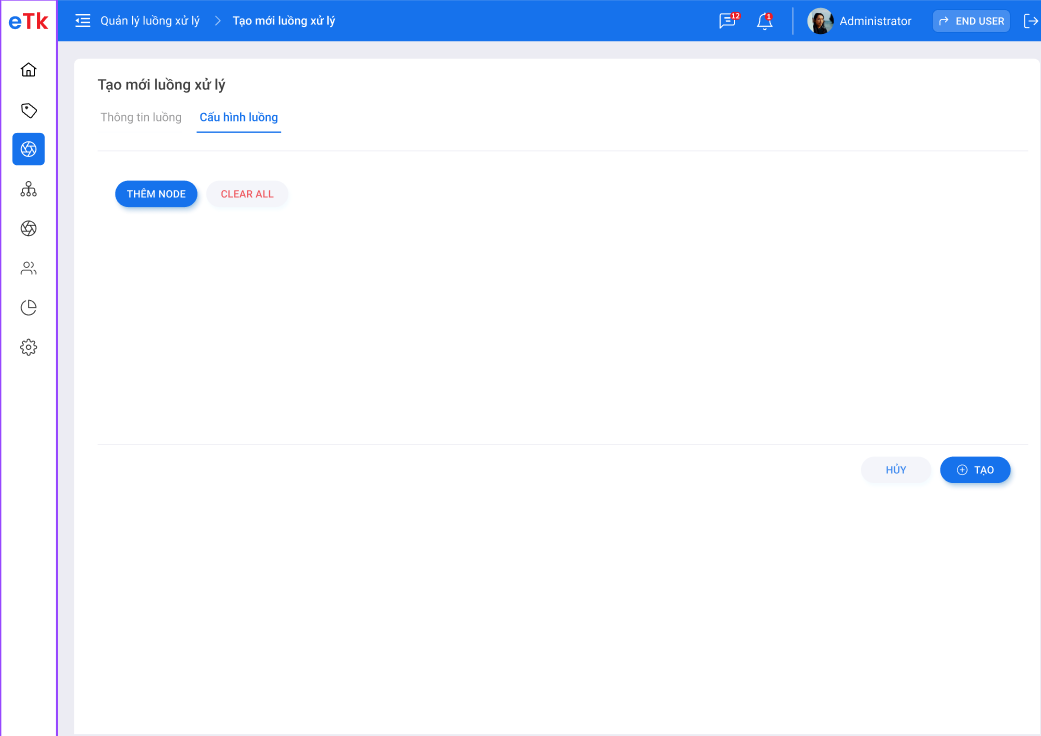 eTk
Quản lý luồng xử lý > Tạo mới luồng xử lý
12
1
Administrator
END USER
Tạo mới luồng xử lý
Thông tin luồng
Cấu hình luồng
THÊM NODE
CLEAR ALL
HỦY
TẠO